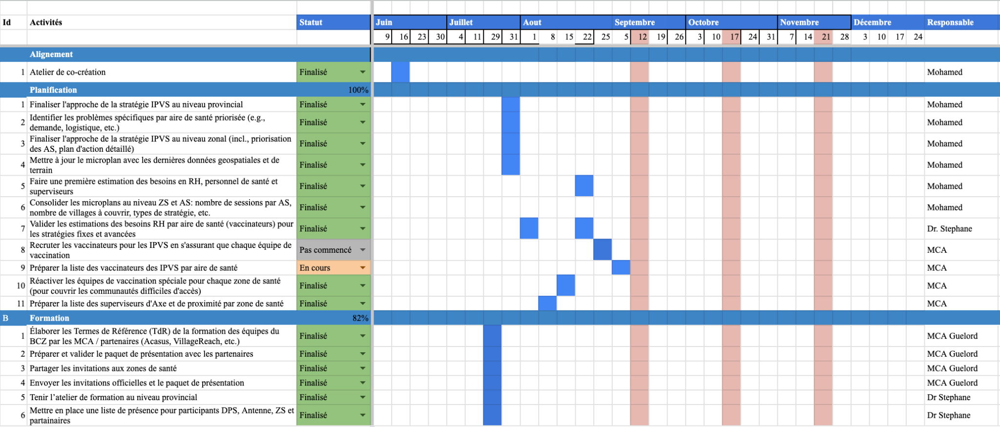 Id Activités Statut Juin Juillet Aout Septembre Octobre Novembre Décembre Responsable
9 16 23 30 4 11 29 31 1 8 15 22 25 5 12 19 26 3 10 17 24 31 7 14 21 28 3 10 17 24
Alignement
1 Atelier de co-création Finalisé Mohamed
Planification 100%
1 Finaliser l'approche de la stratégie IPVS au niveau provincial Finalisé Mohamed
2 Identifier les problèmes spécifiques par aire de santé priorisée (e.g.,
demande, logistique, etc.) Finalisé Mohamed
3 Finaliser l'approche de la stratégie IPVS au niveau zonal (incl., priorisation
des AS, plan d'action détaillé) Finalisé Mohamed
4 Mettre à jour le microplan avec les dernières données geospatiales et de
terrain Finalisé Mohamed
5 Faire une première estimation des besoins en RH, personnel de santé et
superviseurs Finalisé Mohamed
6 Consolider les microplans au niveau ZS et AS: nombre de sessions par AS,
nombre de villages à couvrir, types de stratégie, etc. Finalisé Mohamed
7 Valider les estimations des besoins RH par aire de santé (vaccinateurs) pour
les stratégies fixes et avancées Finalisé Dr. Stephane
8 Recruter les vaccinateurs pour les IPVS en s'assurant que chaque équipe de
vaccination Pas commencé MCA
9 Préparer la liste des vaccinateurs des IPVS par aire de santé En cours MCA
10 Réactiver les équipes de vaccination spéciale pour chaque zone de santé
(pour couvrir les communautés difficiles d'accès) Finalisé MCA
11 Préparer la liste des superviseurs d'Axe et de proximité par zone de santé Finalisé MCA
B Formation 82%
1 Élaborer les Termes de Référence (TdR) de la formation des équipes du
BCZ par les MCA / partenaires (Acasus, VillageReach, etc.) Finalisé MCA Guelord
2 Préparer et valider le paquet de présentation avec les partenaires Finalisé MCA Guelord
3 Partager les invitations aux zones de santé Finalisé MCA Guelord
4 Envoyer les invitations officielles et le paquet de présentation Finalisé MCA Guelord
5 Tenir l’atelier de formation au niveau provincial Finalisé Dr Stephane
6 Mettre en place une liste de présence pour participants DPS, Antenne, ZS et
partainaires Finalisé Dr Stephane